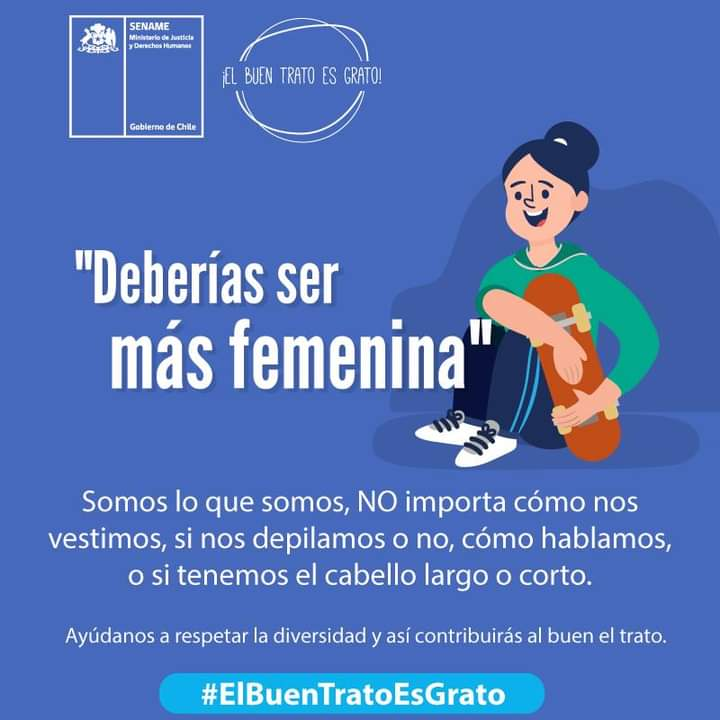 SENAME
Ministerio de Justicia
y Derechos Humanos
Gobierno de Chile
¡EL BUEN TRATO ES GRATO!
"Deberías ser
más femenina"
Somos lo que somos, NO importa cómo nos
vestimos, si nos depilamos o no, cómo hablamos,
o si tenemos el cabello largo o corto.
Ayúdanos a respetar la diversidad y así contribuirás al buen el trato.
#ElBuenTratoEsGrato